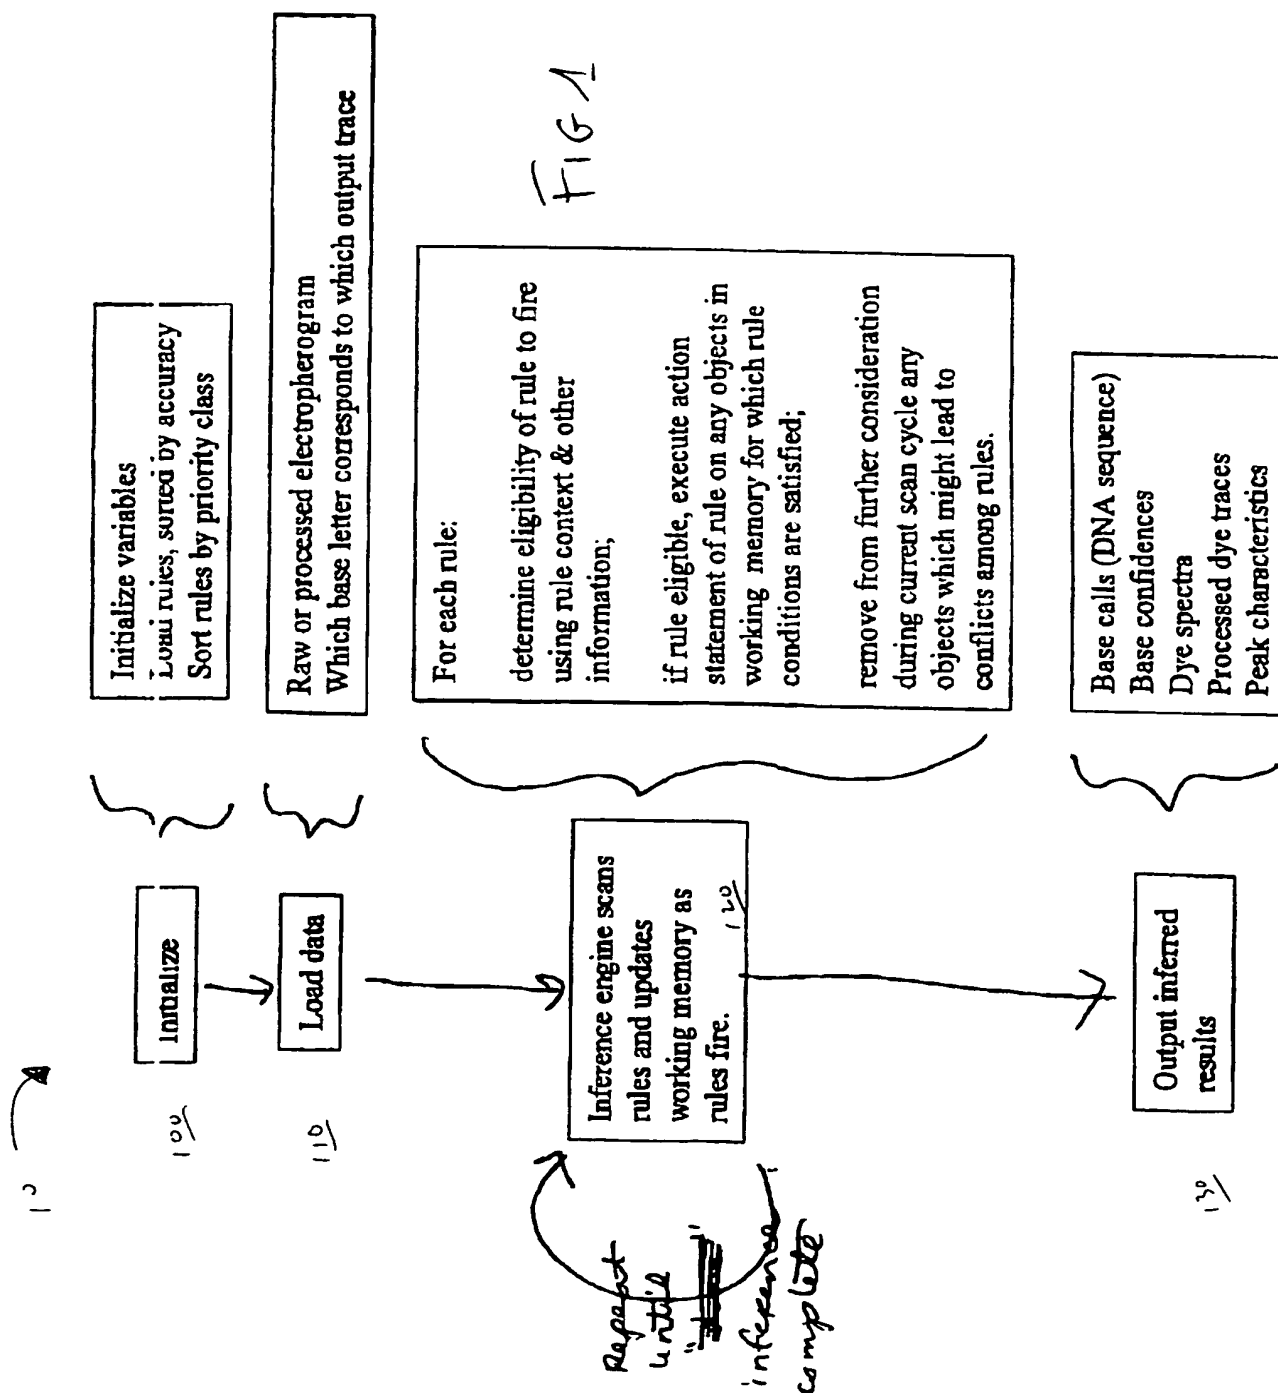 10
100
Initialize
Initialize variables
Load rules, sorted by accuracy
Sort rules by priority class
110
Load data
Raw or processed electropherogram
Which base letter corresponds to which output trace
Repeat
until
inference
complete
Inference engine scans
rules and updates
working memory as
rules fire.
120
For each rule:
determine eligibility of rule to fire
using rule context & other
information;
if rule eligible, execute action
statement of rule on any objects in
working memory for which rule
conditions are satisfied;
remove from further consideration
during current scan cycle any
objects which might lead to
conflicts among rules.
130
Output inferred
results
Base calls (DNA sequence)
Base confidences
Dye spectra
Processed dye traces
Peak characteristics
FIG 1